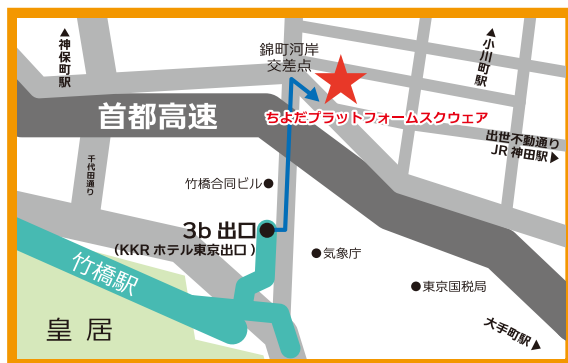 ▲神保町駅
錦町河岸
交差点
▲小川町駅
首都高速
ちよだプラットフォームスクウェア
出世不動通り
JR 神田駅▶
千代田通り
竹橋合同ビル●
3b 出口
(KKR ホテル東京出口)
●気象庁
竹橋駅
●東京国税局
皇居
大手町駅▶